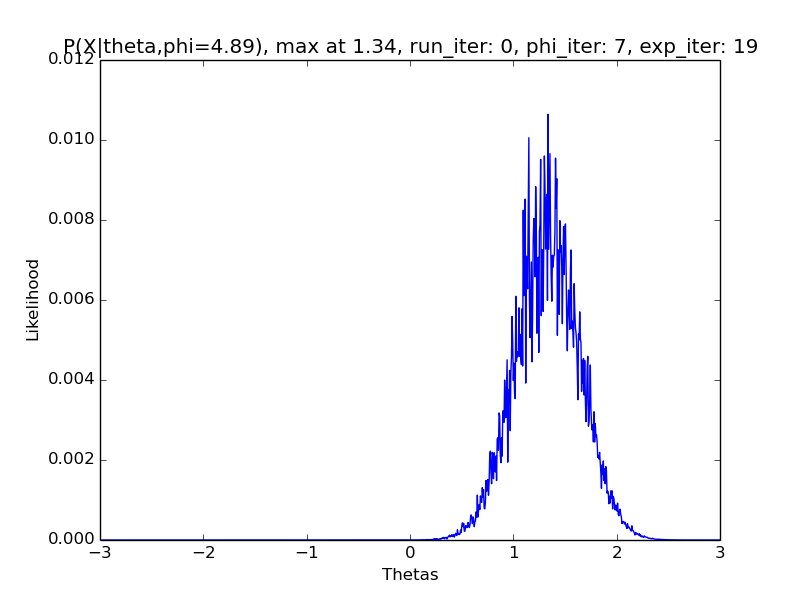 P(X|theta,phi=4.89), max at 1.34, run_iter: 0, phi_iter: 7, exp_iter: 19
0.012
0.010
0.008
0.006
0.004
0.002
0.000
Likelihood
−3 −2 −1 0 1 2 3
Thetas